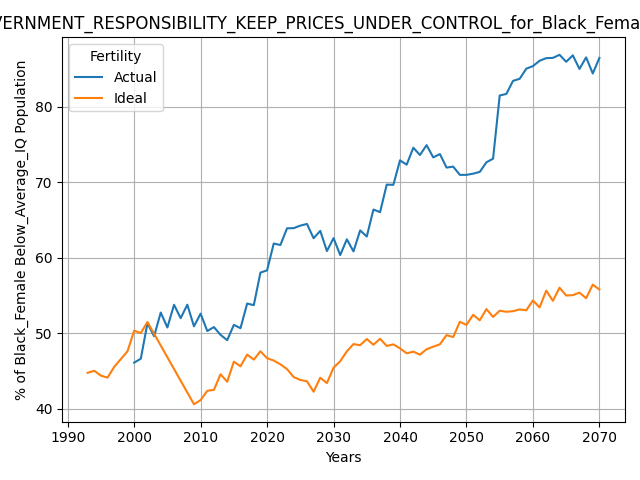 VERNMENT_RESPONSIBILITY_KEEP_PRICES_UNDER_CONTROL_for_Black_Fema
Fertility
Actual
Ideal
% of Black_Female Below_Average_IQ Population
80
70
60
50
40
1990 2000 2010 2020 2030 2040 2050 2060 2070
Years